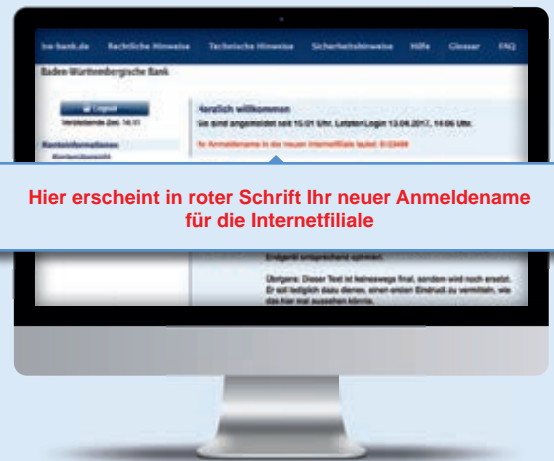 bw-bank.de Rechtliche Hinweise Technische Hinweise Sicherheitshinweise Hilfe Glossar FAQ
Baden-Württembergische Bank
Logout
Herzlich willkommen
Verbleibende Zeit:
Sie sind angemeldet seit 15:01 Uhr. Letzter Login 13.06.2017, 14:06 Uhr.
Ihr Anmeldename in der neuen Internetfiliale lautet:
Konteninformationen
Kontenübersicht
Hier erscheint in roter Schrift Ihr neuer Anmeldename
für die Internetfiliale
Endgerät entsprechend optimiert.
Übrigens: Dieser Text ist keineswegs final, sondern wird noch ersetzt.
Er soll lediglich dazu dienen, einen ersten Eindruck zu vermitteln, wie
das hier mal aussehen könnte.